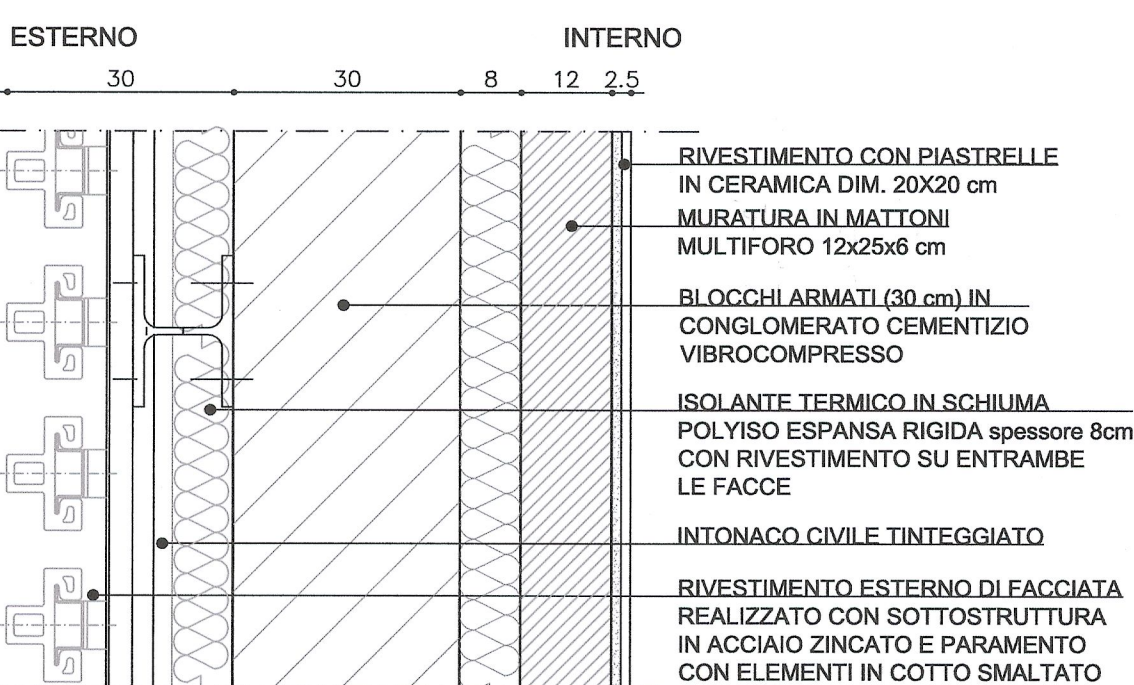 ESTERNO INTERNO
30 30 8 12 2.5
RIVESTIMENTO CON PIASTRELLE
IN CERAMICA DIM. 20X20 cm
MURATURA IN MATTONI
MULTIFORO 12x25x6 cm
BLOCCHI ARMATI (30 cm) IN
CONGLOMERATO CEMENTIZIO
VIBROCOMPRESSO
ISOLANTE TERMICO IN SCHIUMA
POLYISO ESPANSA RIGIDA spessore 8cm
CON RIVESTIMENTO SU ENTRAMBE
LE FACCE
INTONACO CIVILE TINTEGGIATO
RIVESTIMENTO ESTERNO DI FACCIATA
REALIZZATO CON SOTTOSTRUTTURA
IN ACCIAIO ZINCATO E PARAMENTO
CON ELEMENTI IN COTTO SMALTATO